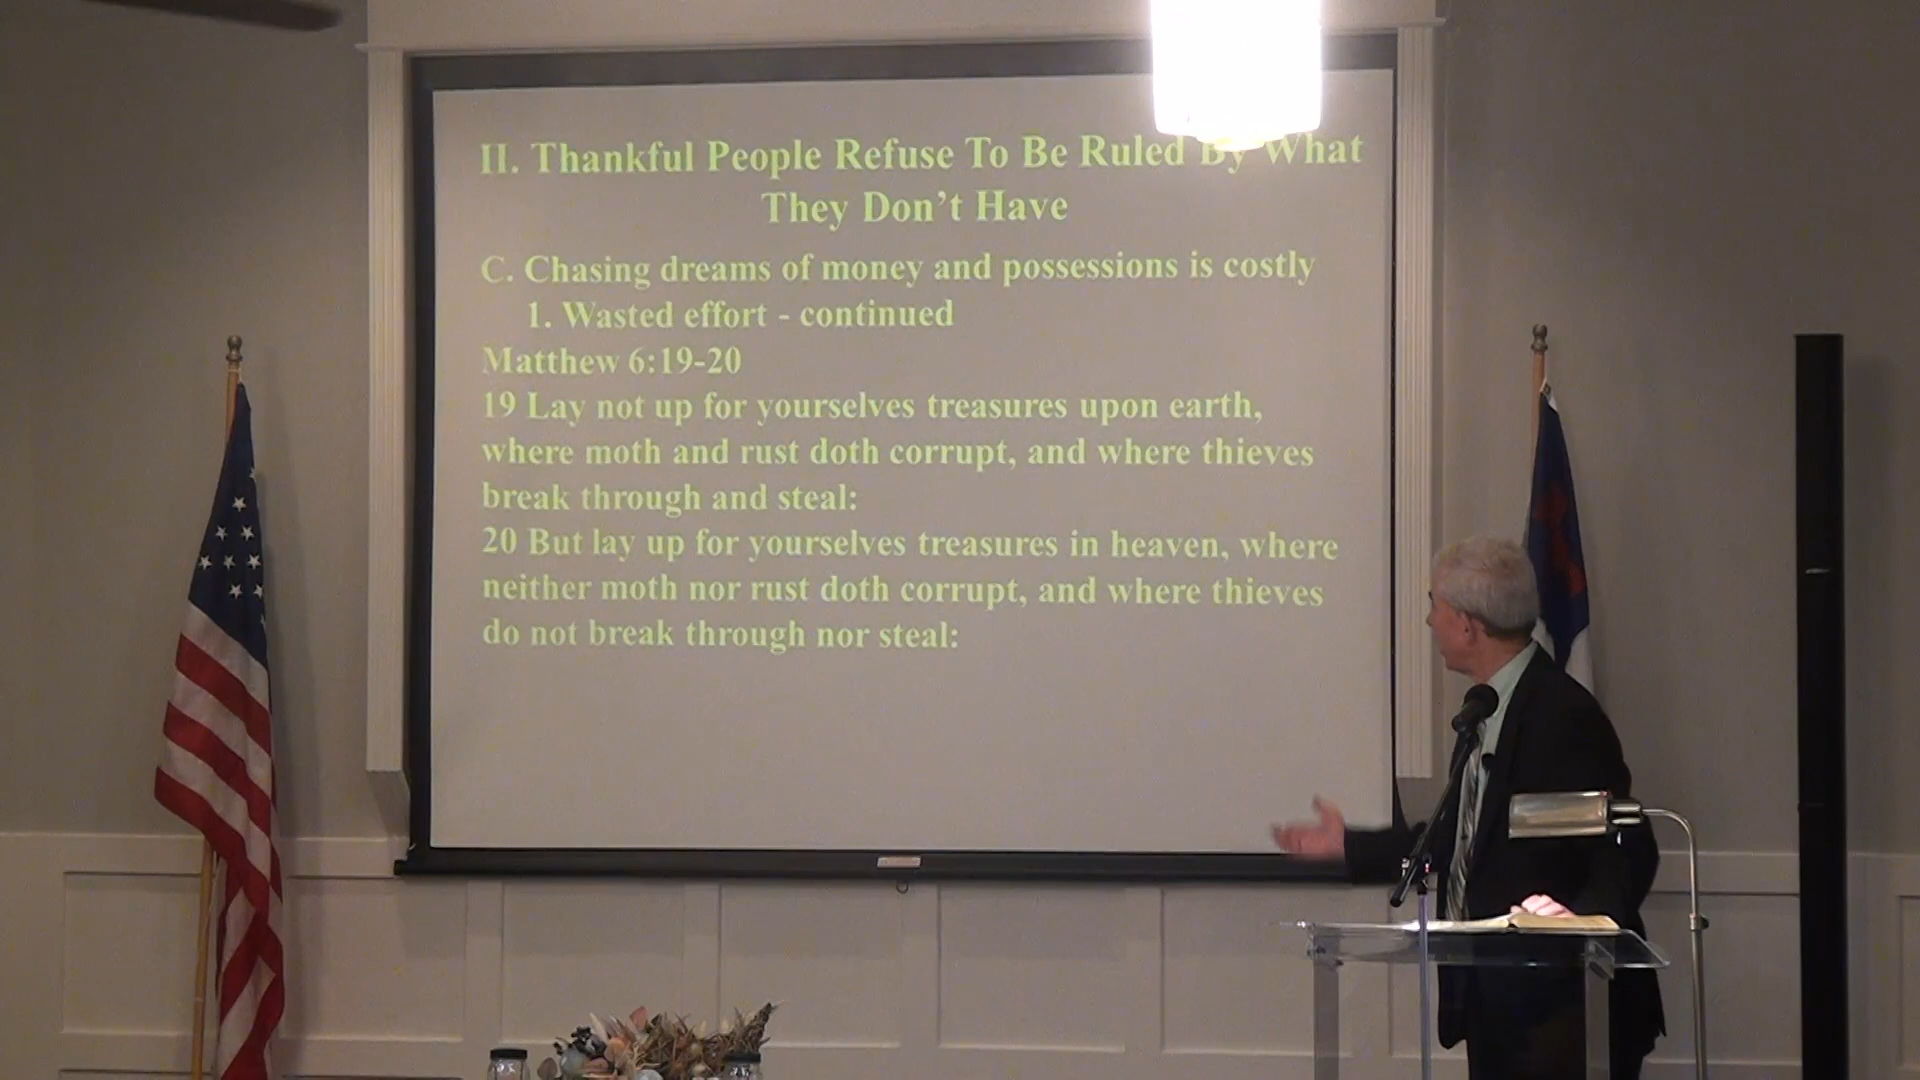 II. Thankful People Refuse To Be Ruled By What
They Don't Have
C. Chasing dreams of money and possessions is costly
1. Wasted effort - continued
Matthew 6:19-20
19 Lay not up for yourselves treasures upon earth,
where moth and rust doth corrupt, and where thieves
break through and steal:
20 But lay up for yourselves treasures in heaven, where
neither moth nor rust doth corrupt, and where thieves
do not break through nor steal: